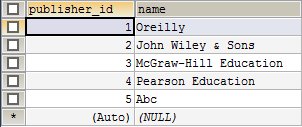 publisher_id name
1 Oreilly
2 John Wiley & Sons
3 McGraw-Hill Education
4 Pearson Education
5 Abc
* (Auto) (NULL)